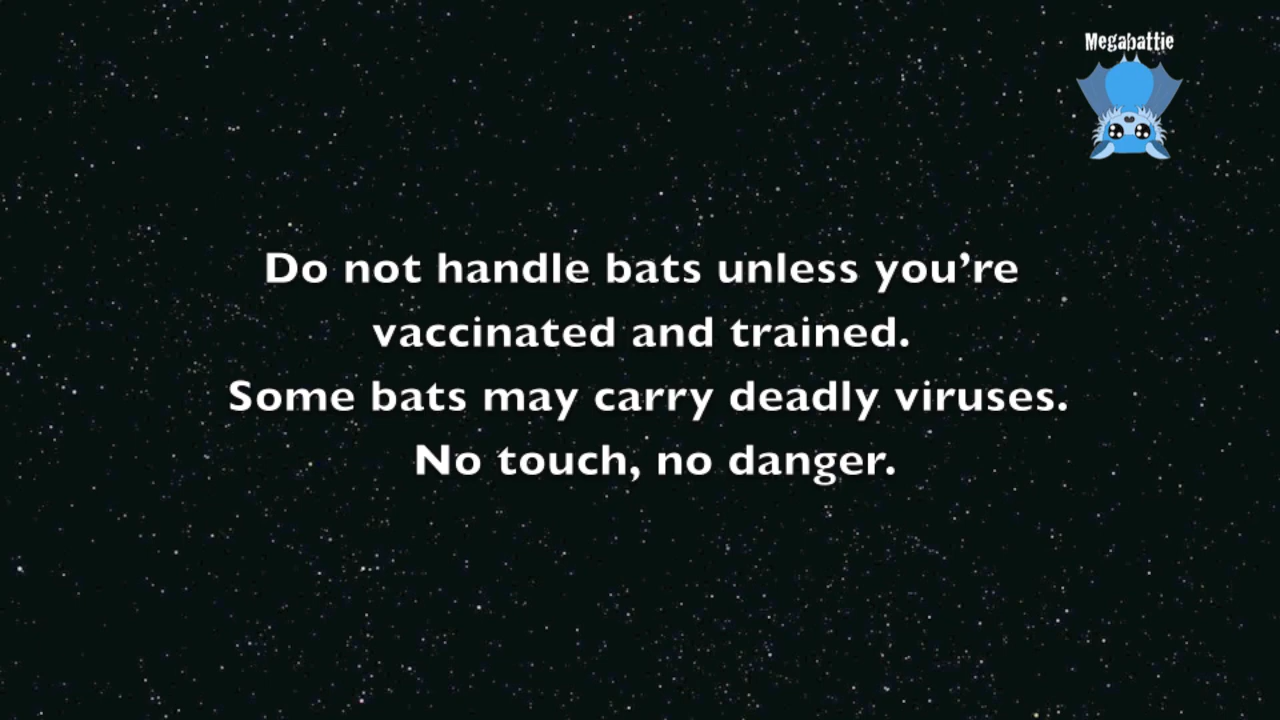 Megabattie
Do not handle bats unless you’re
vaccinated and trained.
Some bats may carry deadly viruses.
No touch, no danger.